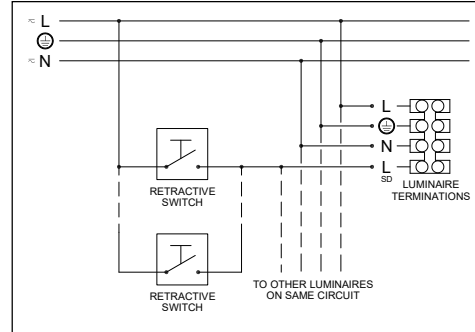 L
N
L
N
L
SD
LUMINAIRE
TERMINATIONS
RETRACTIVE
SWITCH
TO OTHER LUMINAIRES
ON SAME CIRCUIT
RETRACTIVE
SWITCH